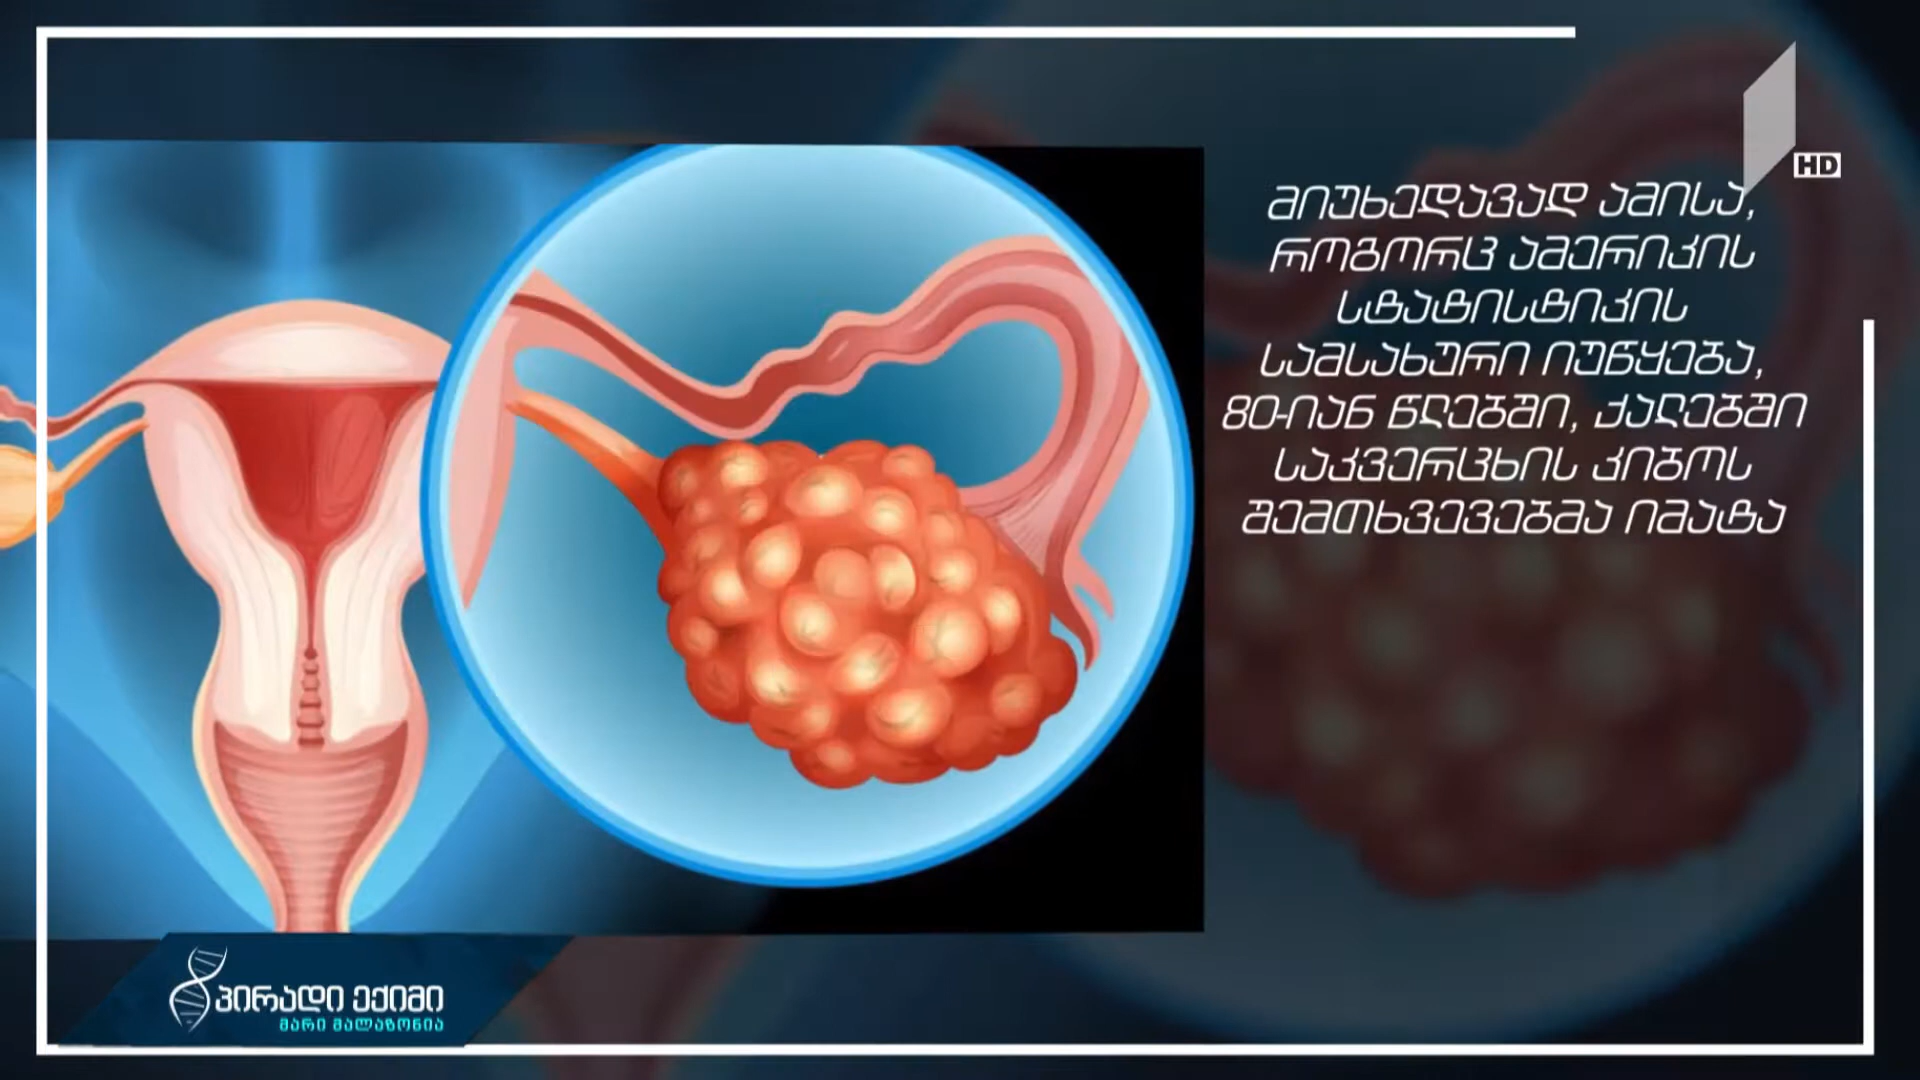 HD
მიუხედავად ამისა,
როგორც ამერიკის
სტატისტიკის
სამსახური იუწყება,
80-იან წლებში, ქალებში
საკვერცხის კიბოს
შემთხვევებმა იმატა
პირადი ექიმი
მარი მალაზონია